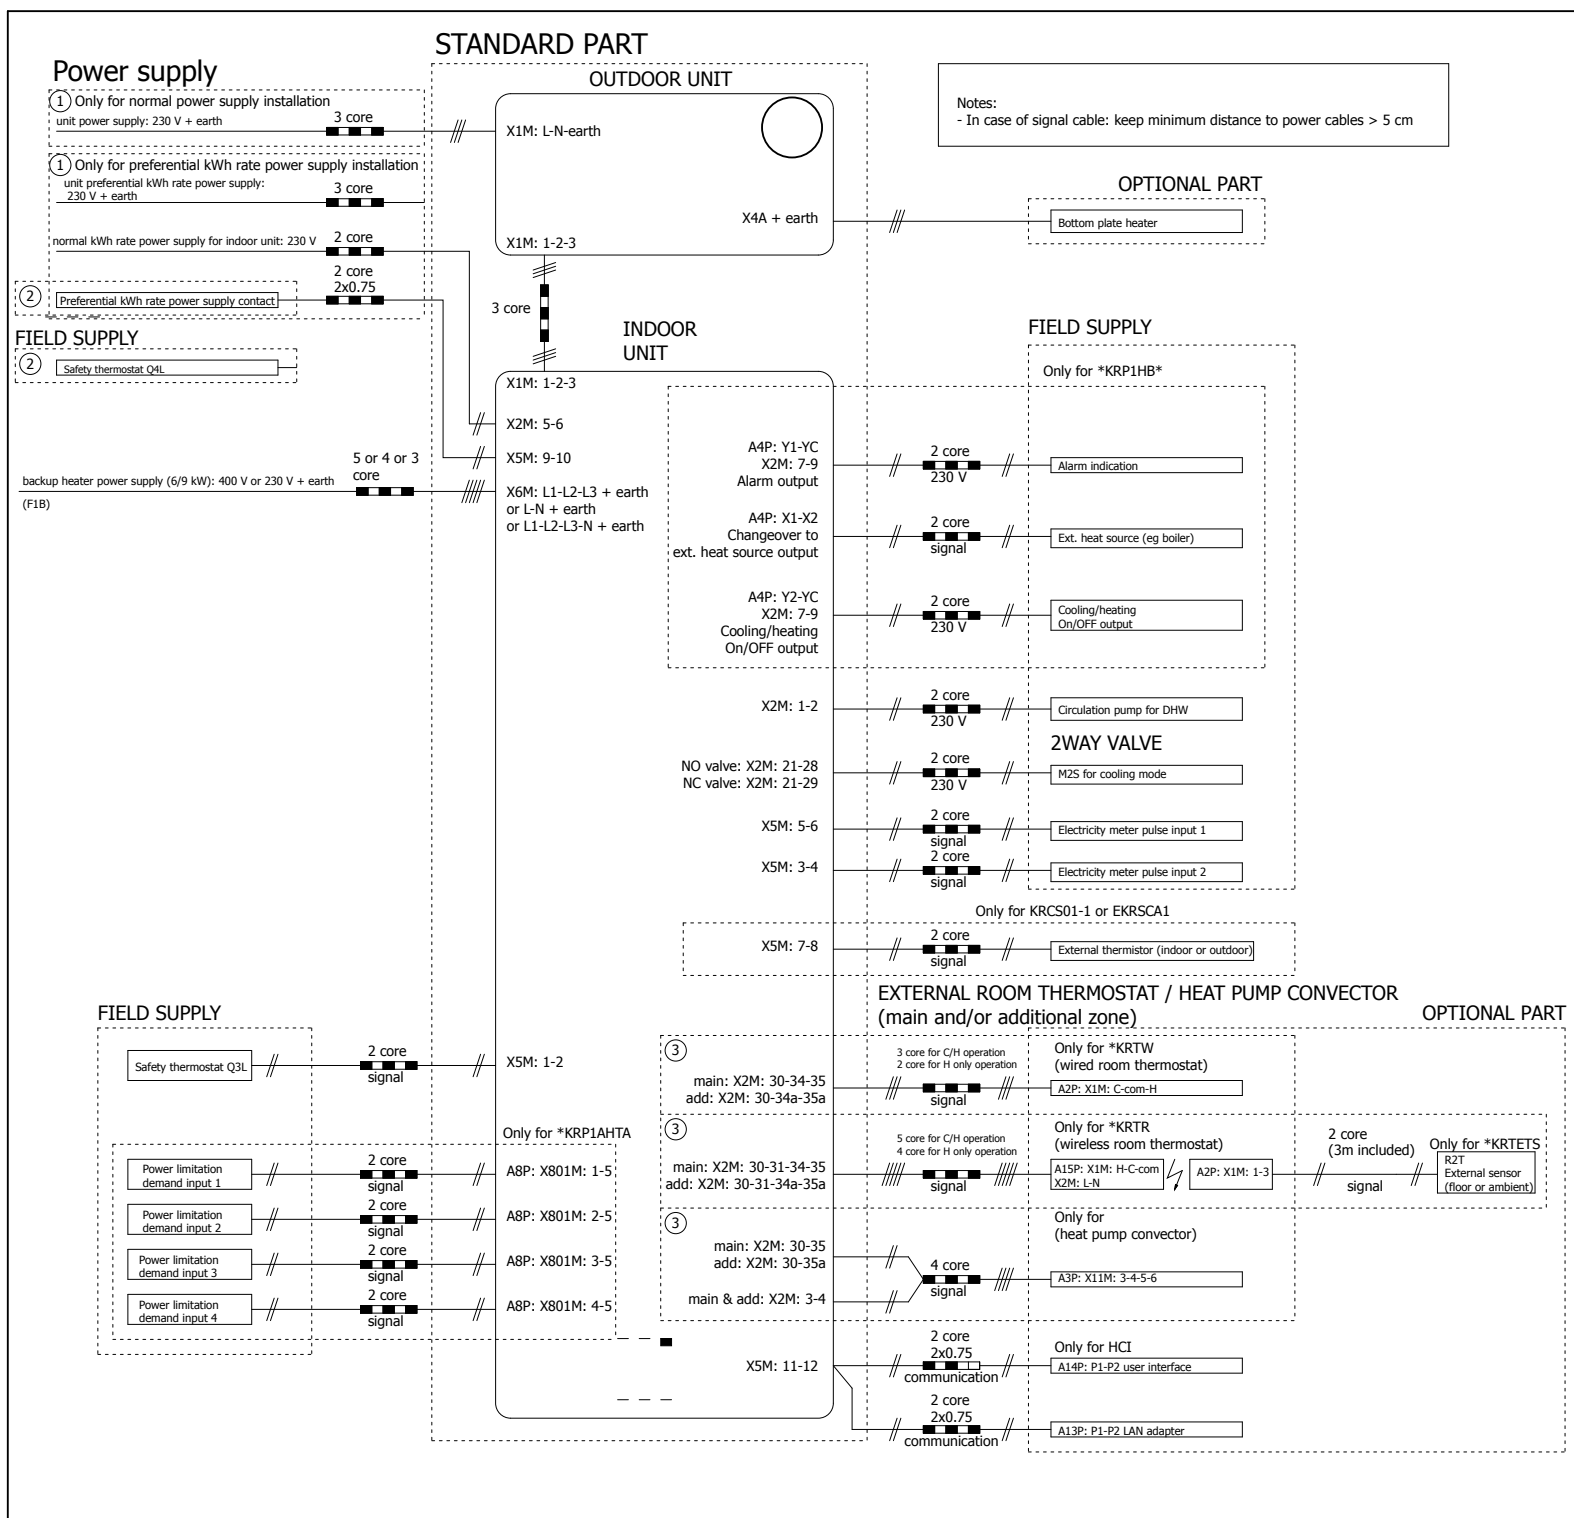 STANDARD PART
Power supply
OUTDOOR UNIT
1 Only for normal power supply installation
unit power supply: 230 V + earth
3 core
X1M: L-N-earth
Notes:
- In case of signal cable: keep minimum distance to power cables > 5 cm
1 Only for preferential kWh rate power supply installation
unit preferential kWh rate power supply:
230 V + earth
3 core
OPTIONAL PART
X4A + earth
Bottom plate heater
normal kWh rate power supply for indoor unit: 230 V
2 core
X1M: 1-2-3
2 core
2x0.75
2
Preferential kWh rate power supply contact
3 core
FIELD SUPPLY
2
Safety thermostat Q4L
INDOOR
UNIT
FIELD SUPPLY
Only for *KRP1HB*
X1M: 1-2-3
X2M: 5-6
X5M: 9-10
5 or 4 or 3
core
backup heater power supply (6/9 kW): 400 V or 230 V + earth
(F1B)
X6M: L1-L2-L3 + earth
or L-N + earth
or L1-L2-L3-N + earth
A4P: Y1-YC
X2M: 7-9
Alarm output
2 core
230 V
Alarm indication
A4P: X1-X2
Changeover to
ext. heat source output
2 core
signal
Ext. heat source (eg boiler)
A4P: Y2-YC
X2M: 7-9
Cooling/heating
On/OFF output
2 core
230 V
Cooling/heating
On/OFF output
X2M: 1-2
2 core
230 V
Circulation pump for DHW
2WAY VALVE
NO valve: X2M: 21-28
NC valve: X2M: 21-29
2 core
230 V
M2S for cooling mode
X5M: 5-6
2 core
signal
Electricity meter pulse input 1
X5M: 3-4
2 core
signal
Electricity meter pulse input 2
Only for KRCS01-1 or EKRSCA1
X5M: 7-8
2 core
signal
External thermistor (indoor or outdoor)
EXTERNAL ROOM THERMOSTAT / HEAT PUMP CONVECTOR
(main and/or additional zone)
OPTIONAL PART
FIELD SUPPLY
Safety thermostat Q3L
2 core
signal
X5M: 1-2
3
main: X2M: 30-34-35
add: X2M: 30-34a-35a
3 core for C/H operation
2 core for H only operation
signal
Only for *KRTW
(wired room thermostat)
A2P: X1M: C-com-H
3
main: X2M: 30-31-34-35
add: X2M: 30-31-34a-35a
5 core for C/H operation
4 core for H only operation
signal
Only for *KRTR
(wireless room thermostat)
A15P: X1M: H-C-com
X2M: L-N
A2P: X1M: 1-3
2 core
(3m included)
signal
Only for *KRTETS
R2T
External sensor
(floor or ambient)
Only for *KRP1AHTA
Power limitation
demand input 1
2 core
signal
A8P: X801M: 1-5
Power limitation
demand input 2
2 core
signal
A8P: X801M: 2-5
Power limitation
demand input 3
2 core
signal
A8P: X801M: 3-5
Power limitation
demand input 4
2 core
signal
A8P: X801M: 4-5
3
main: X2M: 30-35
add: X2M: 30-35a
main & add: X2M: 3-4
4 core
signal
Only for
(heat pump convector)
A3P: X11M: 3-4-5-6
X5M: 11-12
2 core
2x0.75
communication
Only for HCI
A14P: P1-P2 user interface
2 core
2x0.75
communication
A13P: P1-P2 LAN adapter